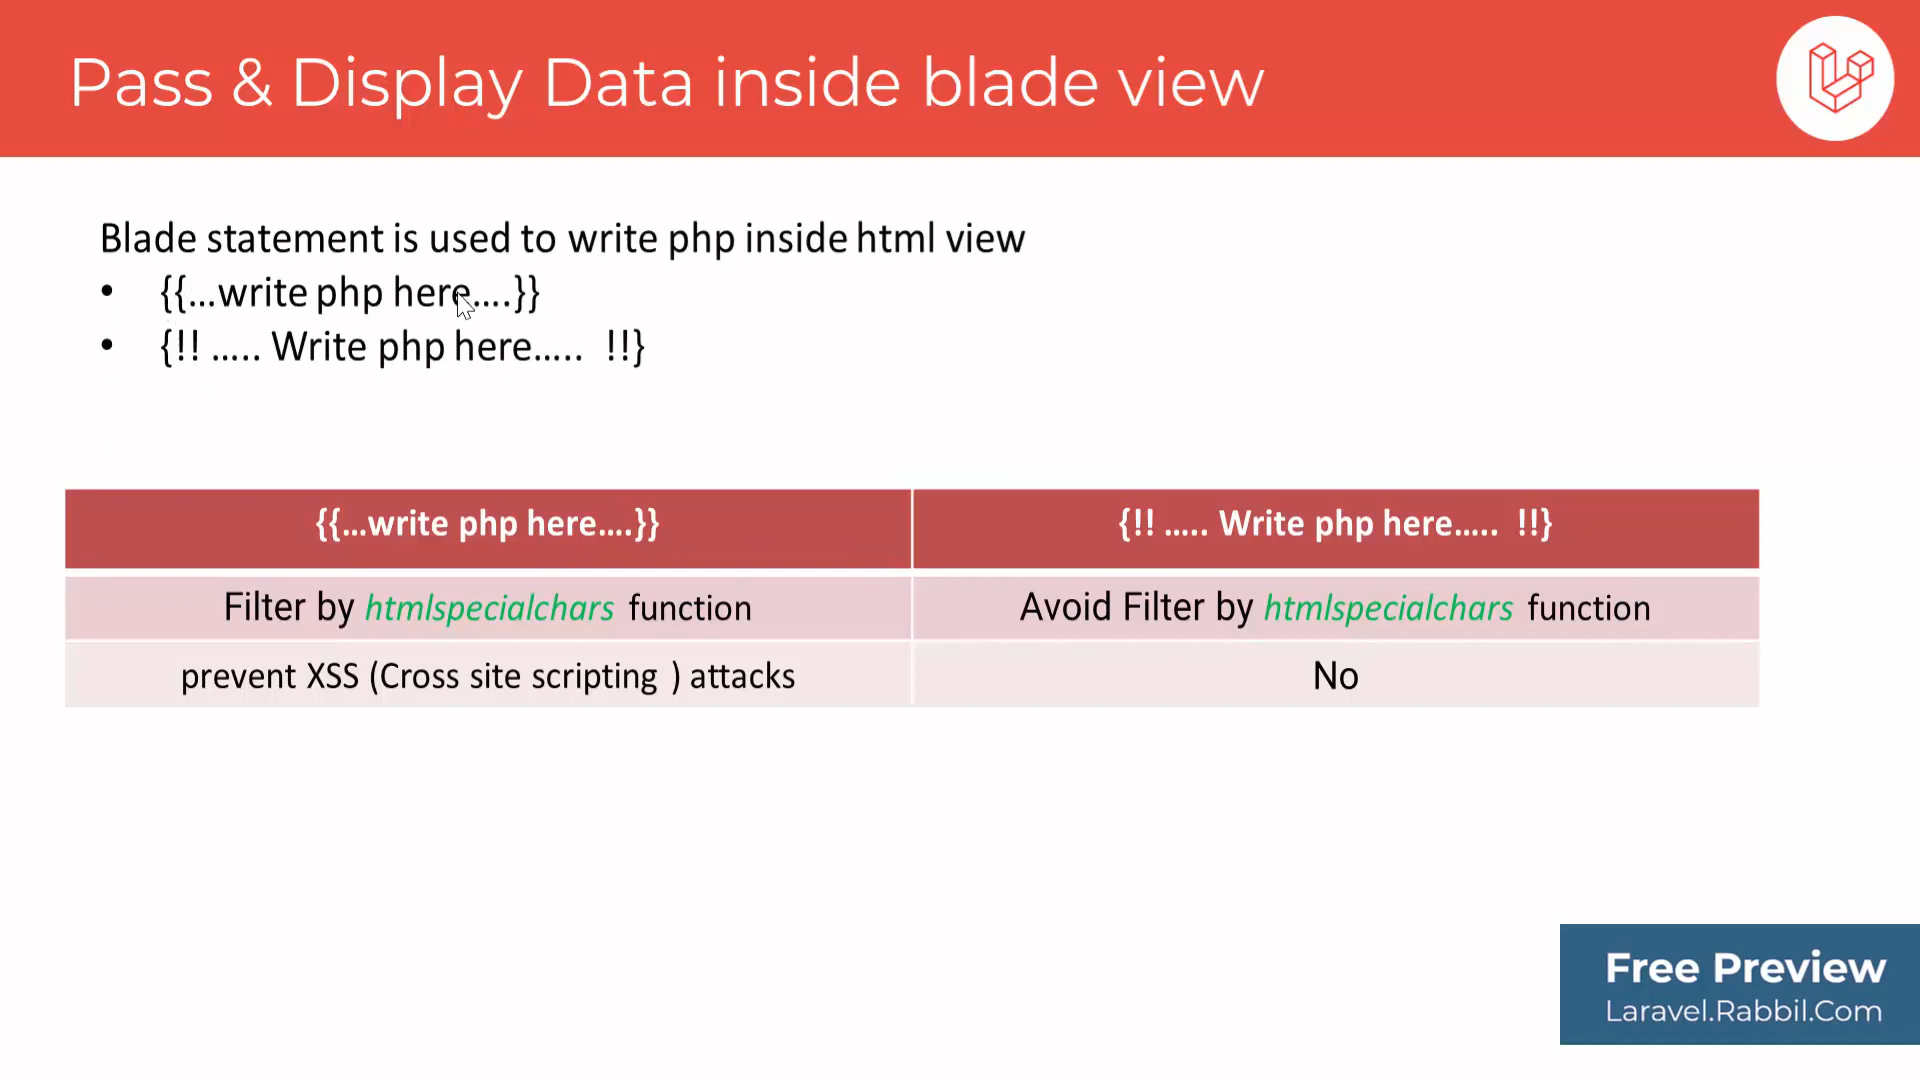 Pass & Display Data inside blade view
Blade statement is used to write php inside html view
• {{...write php here....}}
• {!! ..... Write php here..... !!}
{{...write php here....}}
{!! ..... Write php here..... !!}
Filter by htmlspecialchars function
Avoid Filter by htmlspecialchars function
prevent XSS (Cross site scripting ) attacks
No
Free Preview
Laravel.Rabbil.Com